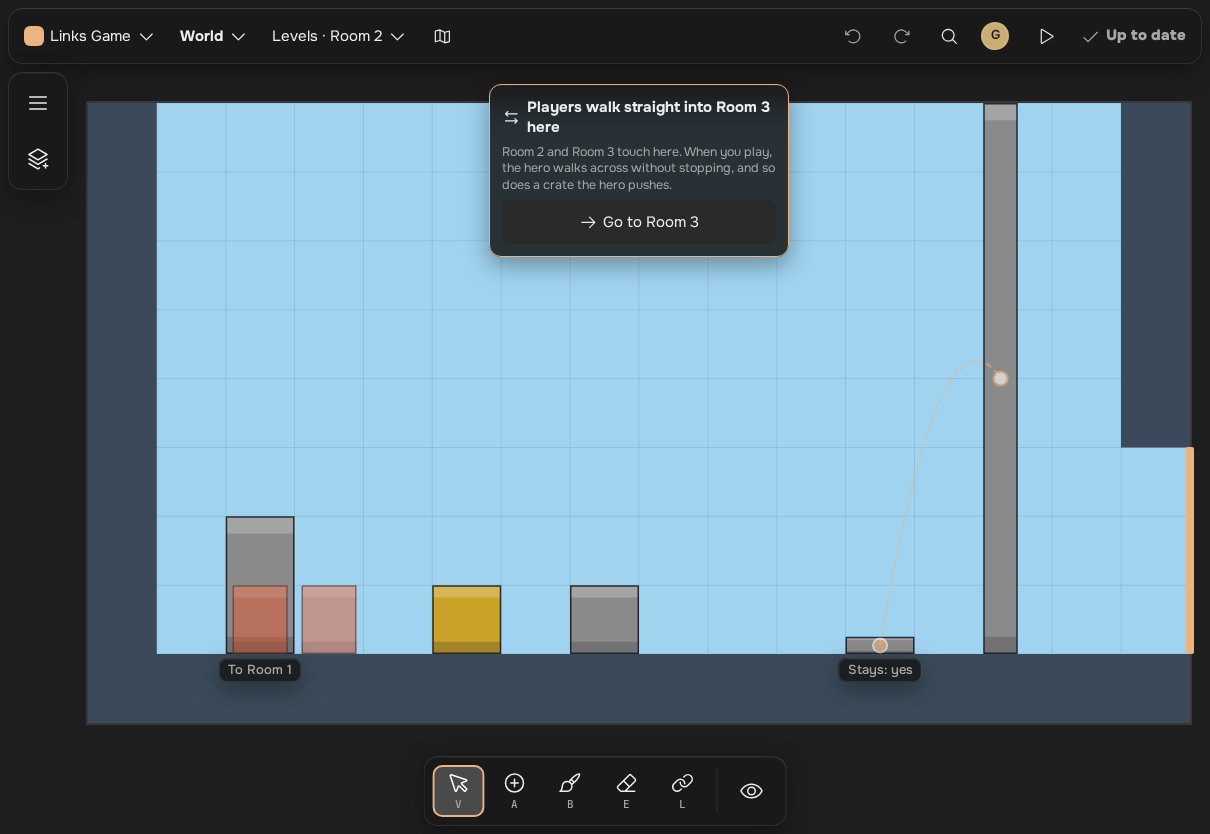 Links Game
World
Levels · Room 2
G
Up to date
Players walk straight into Room 3
here
Room 2 and Room 3 touch here. When you play,
the hero walks across without stopping, and so
does a crate the hero pushes.
Go to Room 3
To Room 1
Stays: yes
V
A
B
E
L